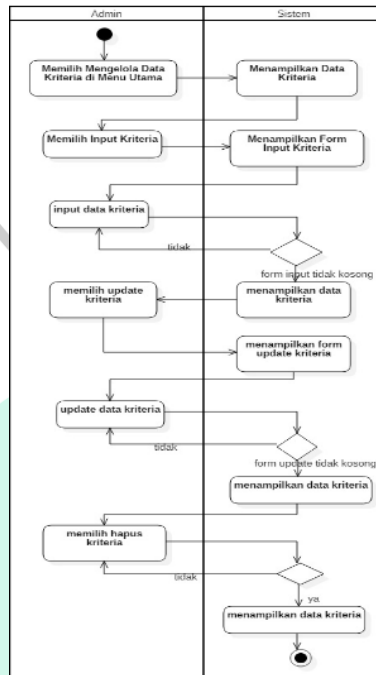 Admin
Sistem
Memilih Mengelola Data
Kriteria di Menu Utama
Menampilkan Data
Kriteria
Memilih Input Kriteria
Menampilkan Form
Input Kriteria
input data kriteria
tidak
form input tidak kosong
memilih update
kriteria
menampilkan data
kriteria
menampilkan form
update kriteria
update data kriteria
tidak
form update tidak kosong
menampilkan data kriteria
memilih hapus
kriteria
tidak
ya
menampilkan data kriteria